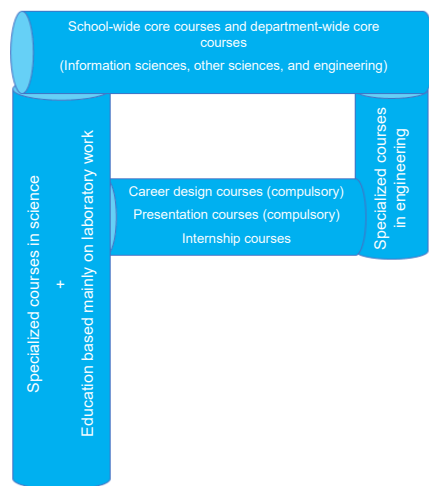 School-wide core courses and department-wide core
courses
(Information sciences, other sciences, and engineering)
Specialized courses in science
+
Education based mainly on laboratory work
Career design courses (compulsory)
Presentation courses (compulsory)
Internship courses
Specialized courses
in engineering